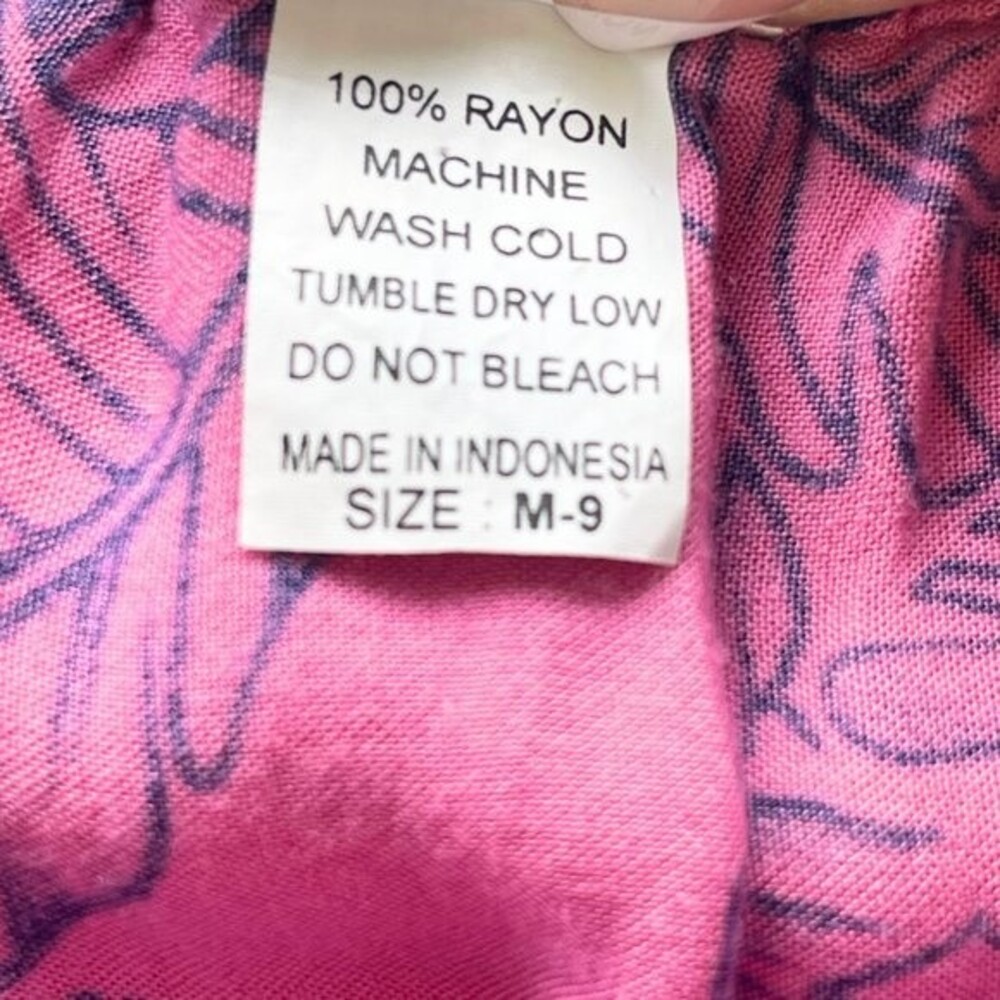 100% RAYON
MACHINE
WASH COLD
TUMBLE DRY LOW
DO NOT BLEACH
MADE IN INDONESIA
SIZE : M-9